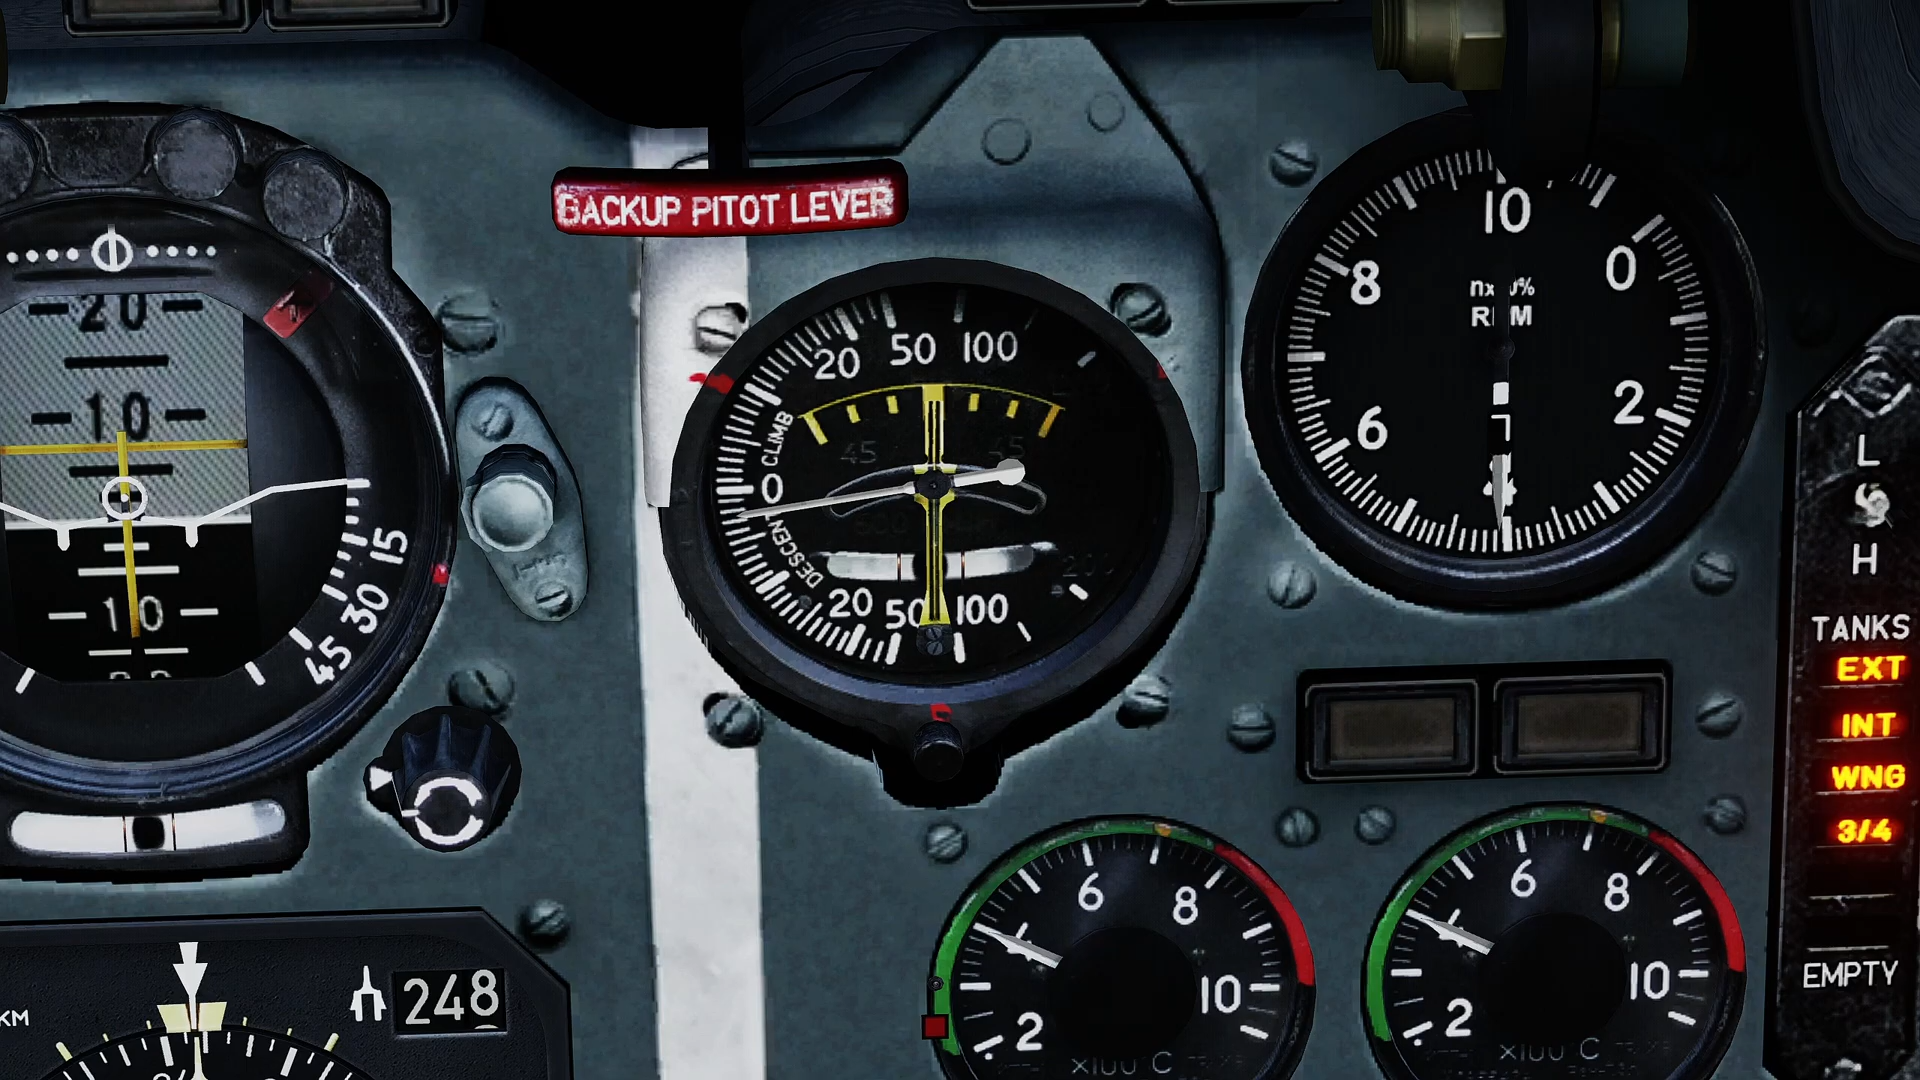 BACKUP PITOT LEVER
20
10
10
15
30
45
20 50 100
CLIMB
0
DESCENT
20 50 100
10
8
0
6
2
RPM
L
H
TANKS
EXT
INT
WNG
3/4
EMPTY
6
8
10
2
X100 C
6
8
10
2
X100 C
KM
248